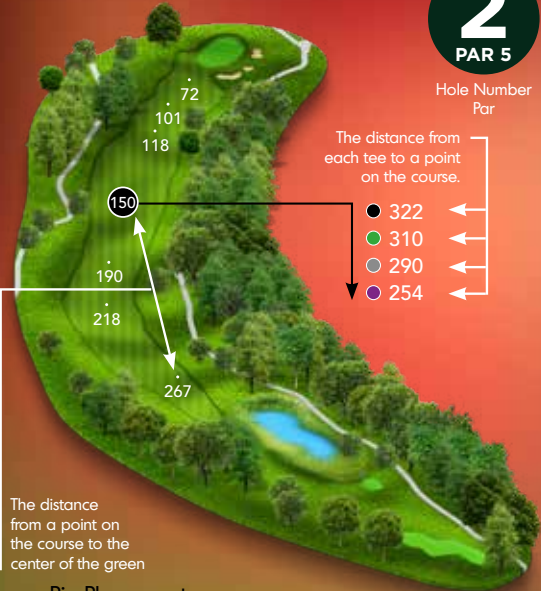 2
PAR 5
Hole Number
Par
The distance from
each tee to a point
on the course.
322
310
290
254
72
101
118
150
190
218
267
The distance
from a point on
the course to the
center of the green